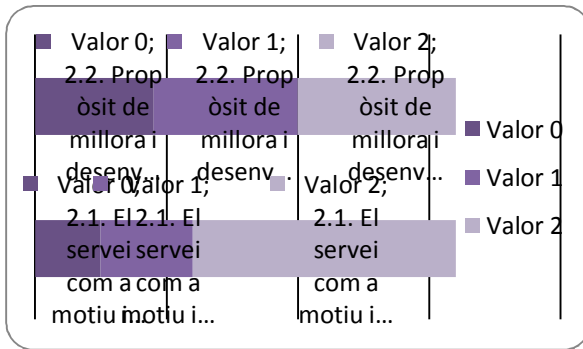 Valor 0;
2.2. Prop
òsit de
millora i
desenv...
Valor 1;
2.2. Prop
òsit de
millora i
desenv...
Valor 2;
2.2. Prop
òsit de
millora i
desenv...
Valor 0;
2.1. El
servei
com a
motiu i...
Valor 1;
2.1. El
servei
com a
motiu i...
Valor 2;
2.1. El
servei
com a
motiu i...
Valor 0
Valor 1
Valor 2